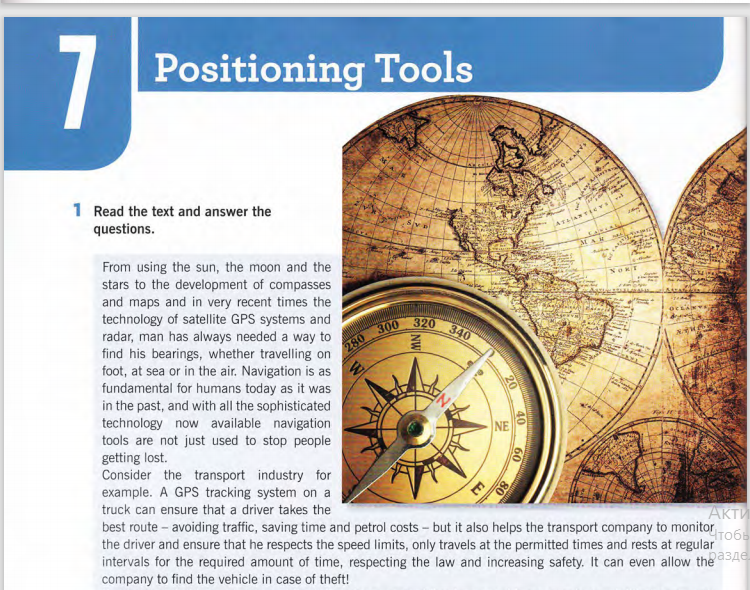 7
Positioning Tools
1 Read the text and answer the
questions.
From using the sun, the moon and the
stars to the development of compasses
and maps and in very recent times the
technology of satellite GPS systems and
radar, man has always needed a way to
find his bearings, whether travelling on
foot, at sea or in the air. Navigation is as
fundamental for humans today as it was
in the past, and with all the sophisticated
technology now available navigation
tools are not just used to stop people
getting lost.
Consider the transport industry for
example. A GPS tracking system on a
truck can ensure that a driver takes the
best route – avoiding traffic, saving time and petrol costs – but it also helps the transport company to monitor
the driver and ensure that he respects the speed limits, only travels at the permitted times and rests at regular
intervals for the required amount of time, respecting the law and increasing safety. It can even allow the
company to find the vehicle in case of theft!
280 300 320 340
20 40 60 80
W NW N NE E
MAR
NORT